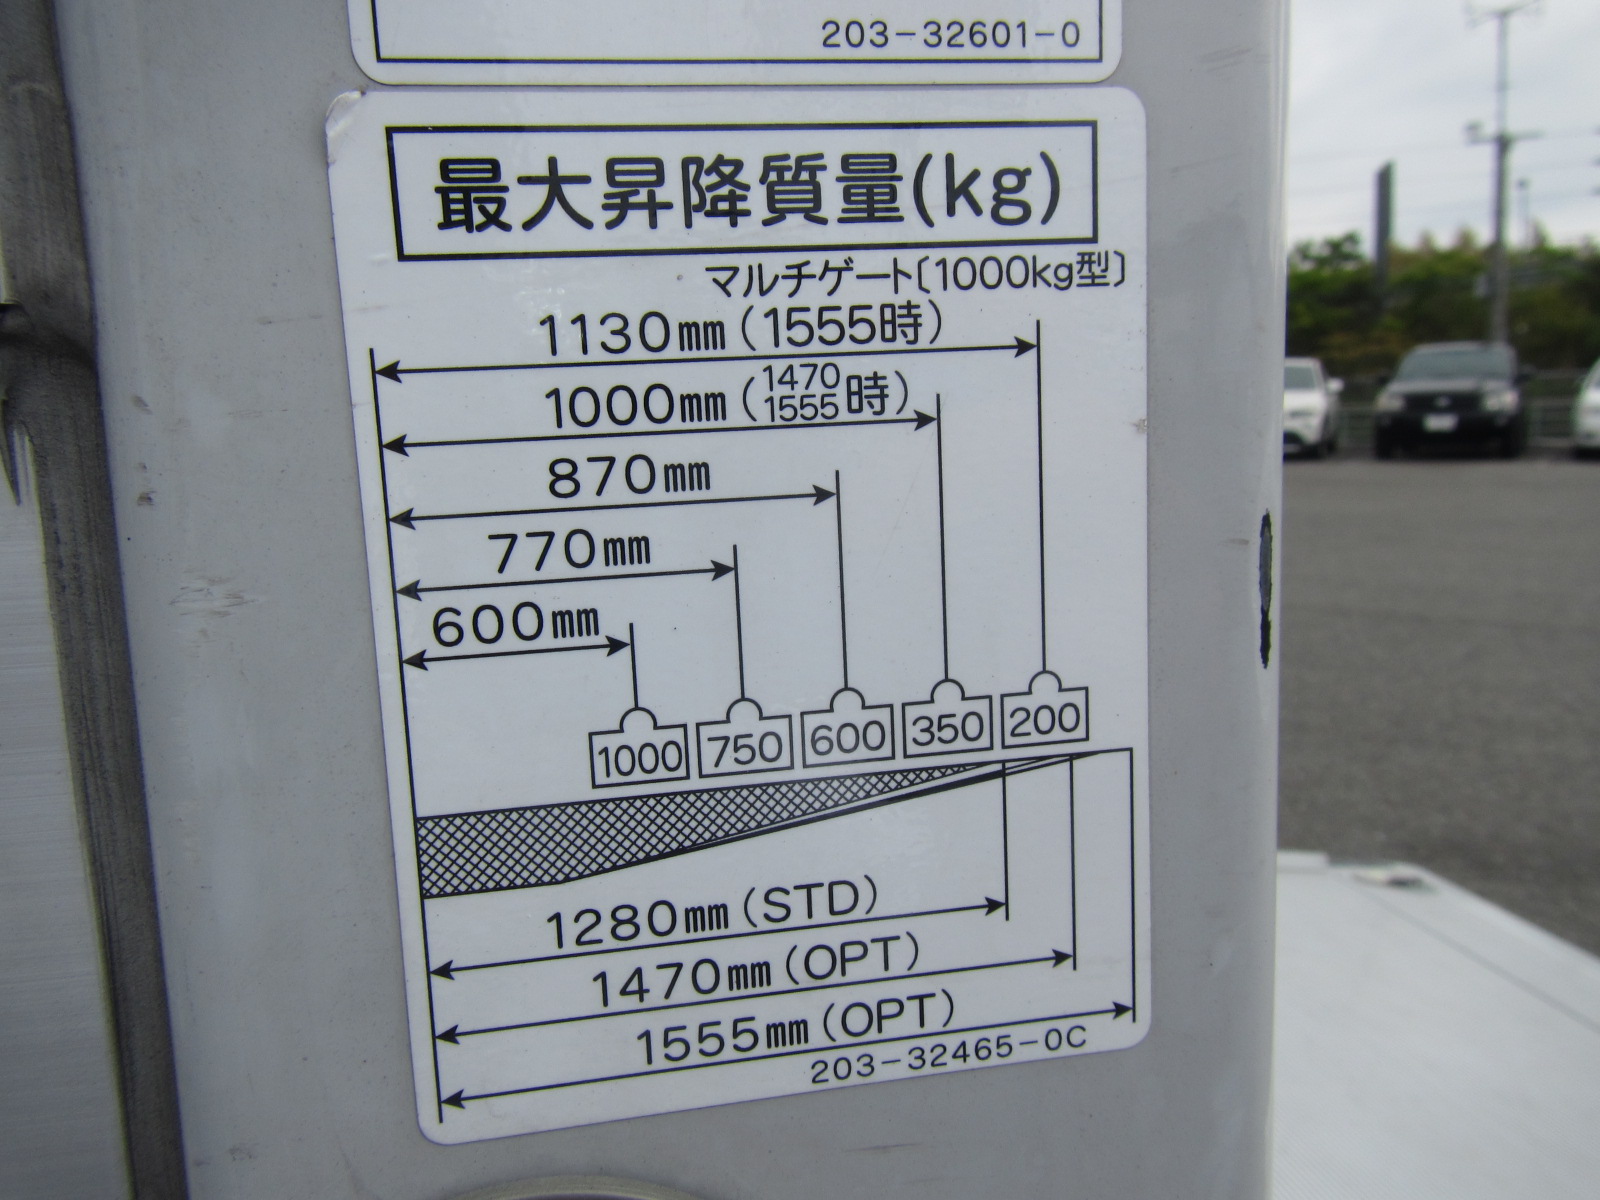 203-32601-0
最大昇降質量(kg)
マルチゲート〔1000kg型〕
1130mm(1555時)
1000mm(1470
1555時)
870mm
770mm
600mm
1000 750 600 350 200
1280mm(STD)
1470mm(OPT)
1555mm(OPT)
203-32465-0C